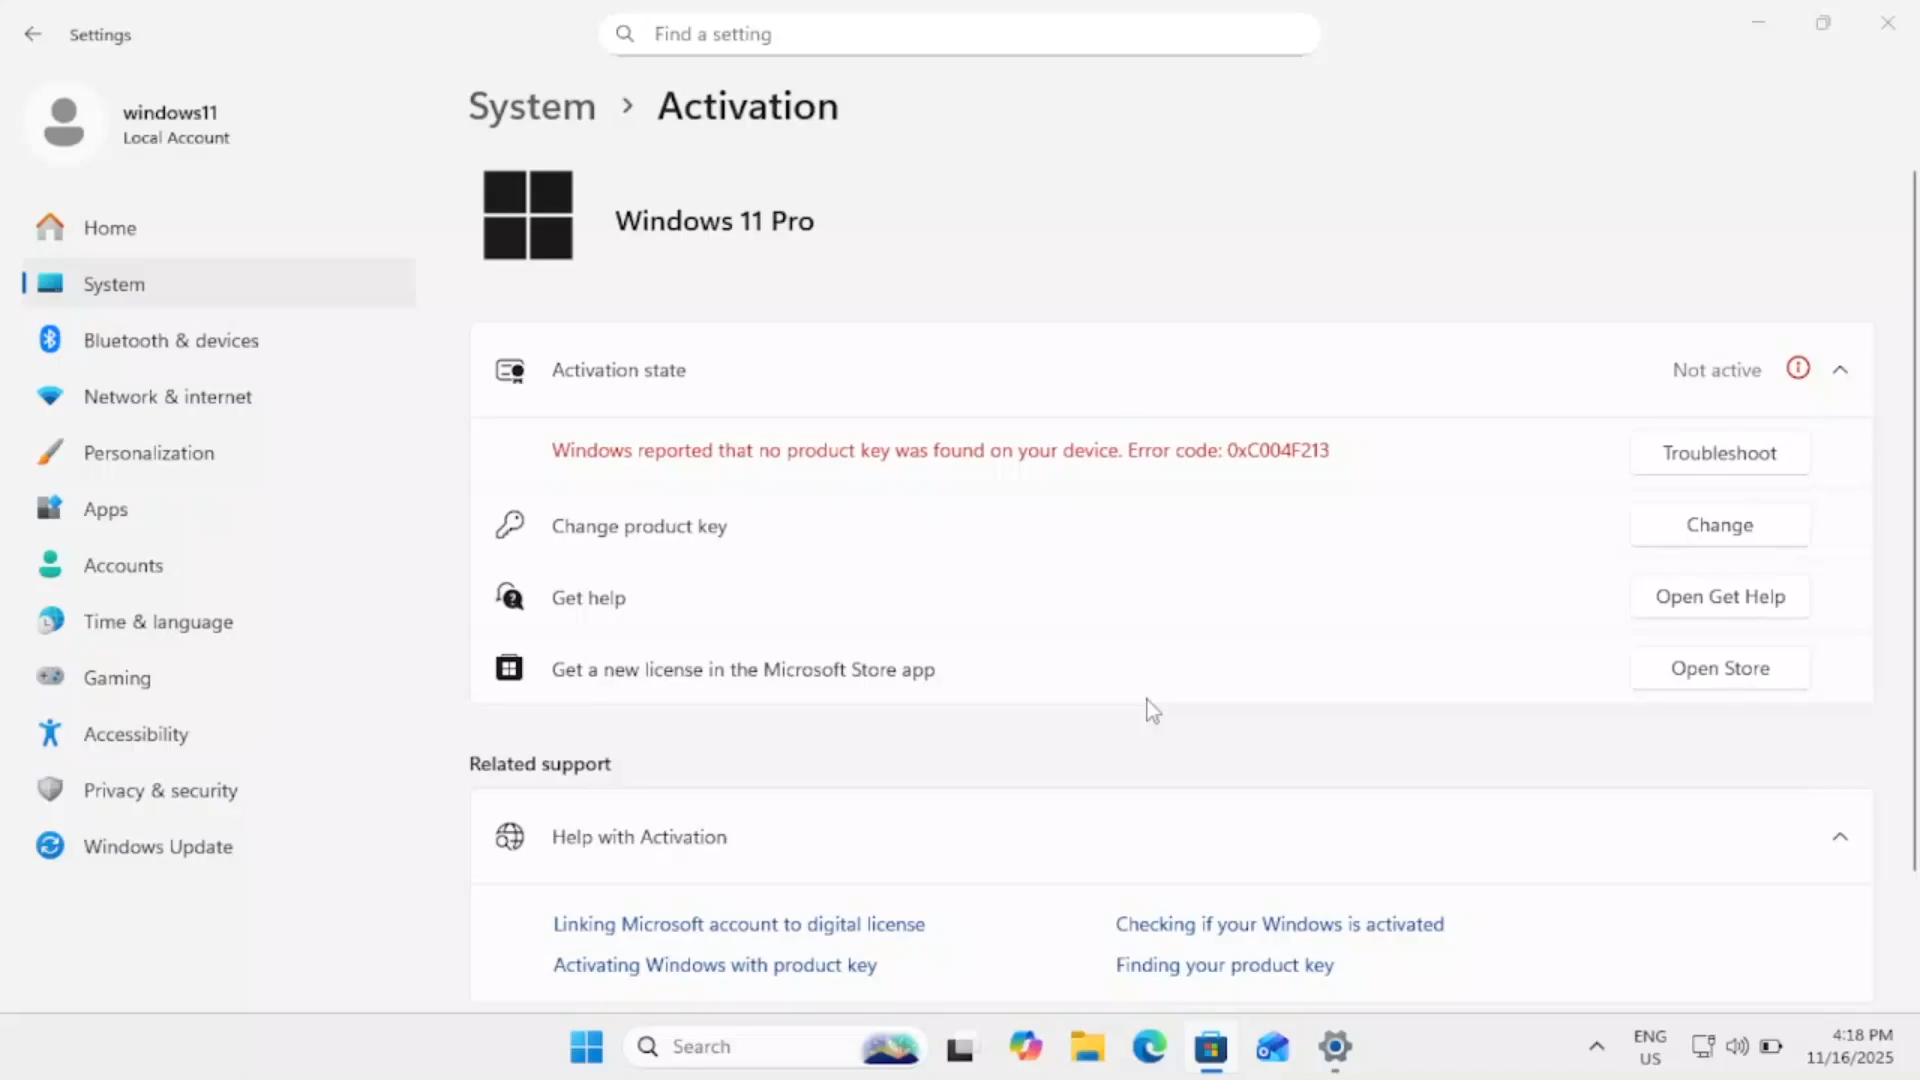 Settings
Find a setting
windows11
Local Account
Home
System
Bluetooth & devices
Network & internet
Personalization
Apps
Accounts
Time & language
Gaming
Accessibility
Privacy & security
Windows Update
System > Activation
Windows 11 Pro
Activation state
Not active
Windows reported that no product key was found on your device. Error code: 0xC004F213
Troubleshoot
Change product key
Change
Get help
Open Get Help
Get a new license in the Microsoft Store app
Open Store
Related support
Help with Activation
Linking Microsoft account to digital license
Checking if your Windows is activated
Activating Windows with product key
Finding your product key
Search
ENG
US
4:18 PM
11/16/2025